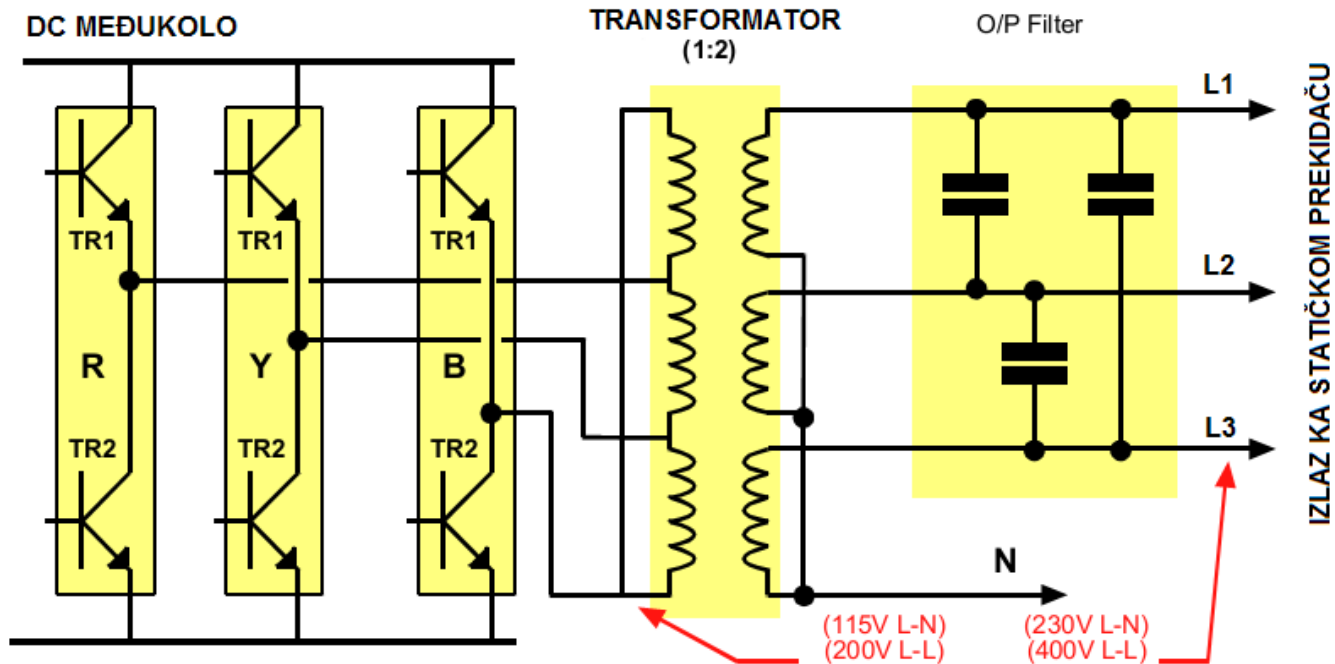 DC MEĐUKOLO
TRANSFORMATOR
(1:2)
O/P Filter
L1
TR1
TR1
TR1
L2
R
Y
B
L3
TR2
TR2
TR2
N
(115V L-N)
(200V L-L)
(230V L-N)
(400V L-L)
IZLAZ KA STATIČKOM PREKIDAČU